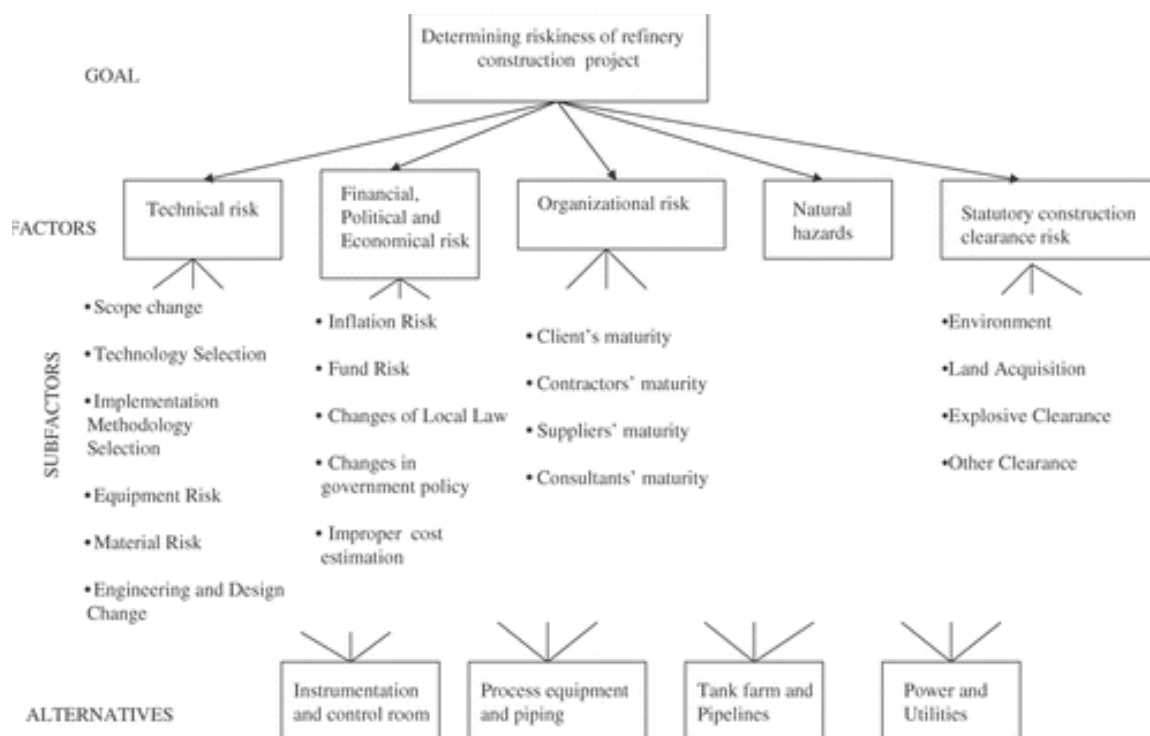 Determining riskiness of refinery
construction project
GOAL
Technical risk
Financial,
Political and
Economical risk
Organizational risk
Natural
hazards
Statutory construction
clearance risk
FACTORS
•Scope change
•Technology Selection
•Implementation
Methodology
Selection
•Equipment Risk
•Material Risk
•Engineering and Design
Change
• Inflation Risk
• Fund Risk
• Changes of Local Law
• Changes in
government policy
• Improper cost
estimation
• Client's maturity
• Contractors' maturity
• Suppliers' maturity
• Consultants' maturity
•Environment
•Land Acquisition
•Explosive Clearance
•Other Clearance
SUBFACTORS
Instrumentation
and control room
Process equipment
and piping
Tank farm and
Pipelines
Power and
Utilities
ALTERNATIVES